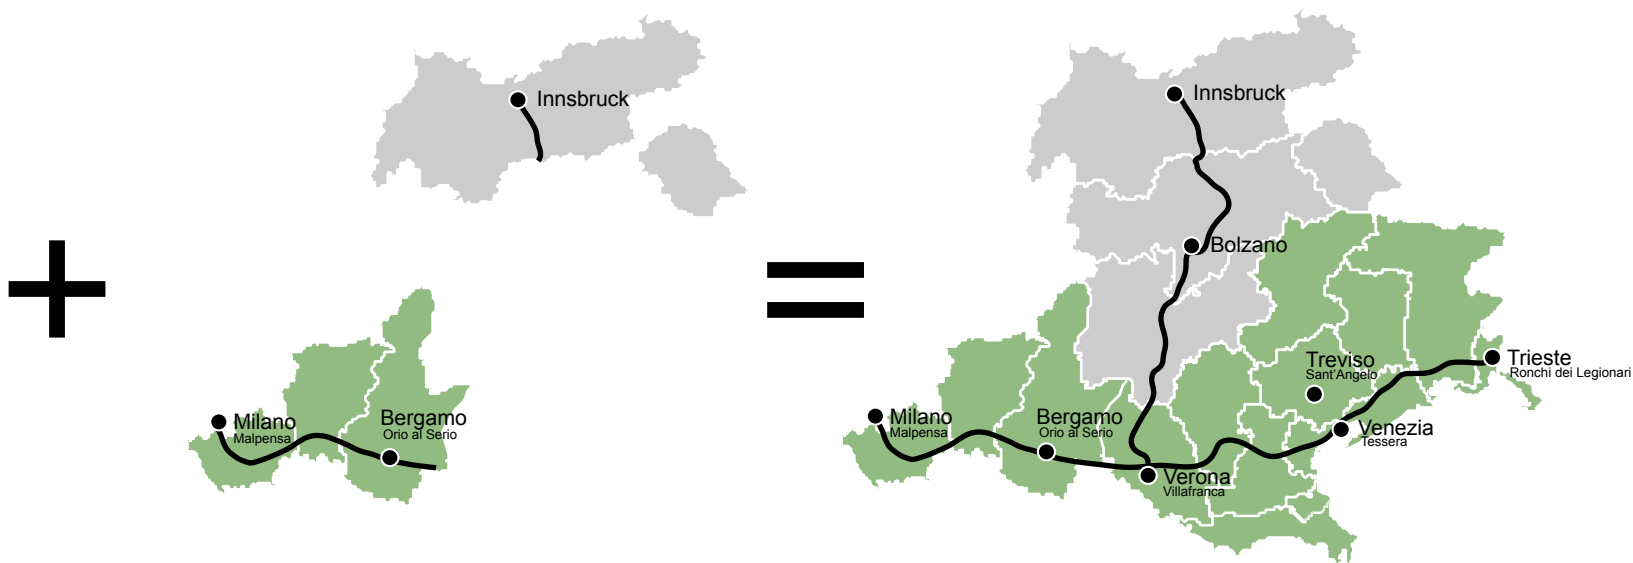 Innsbruck
Milano
Malpensa
Bergamo
Orio al Serio
Innsbruck
Bolzano
Treviso
Sant'Angelo
Trieste
Ronchi dei Legionari
Milano
Malpensa
Bergamo
Orio al Serio
Venezia
Tessera
Verona
Villafranca